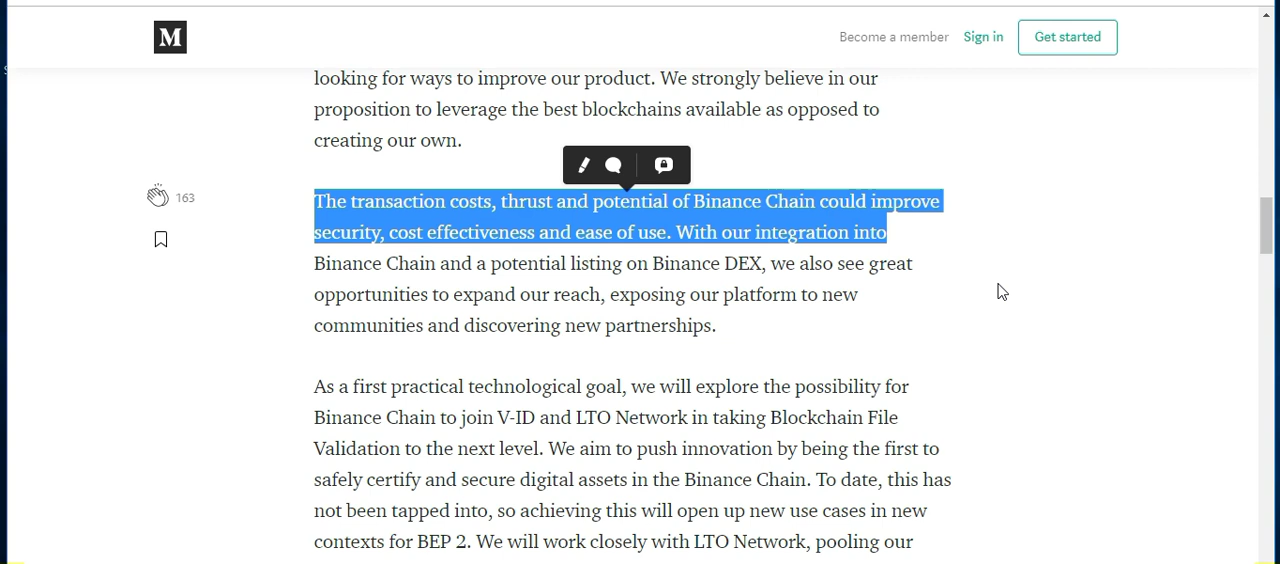 M
Become a member
Sign in
Get started
looking for ways to improve our product. We strongly believe in our
proposition to leverage the best blockchains available as opposed to
creating our own.
163
The transaction costs, thrust and potential of Binance Chain could improve
security, cost effectiveness and ease of use. With our integration into
Binance Chain and a potential listing on Binance DEX, we also see great
opportunities to expand our reach, exposing our platform to new
communities and discovering new partnerships.
As a first practical technological goal, we will explore the possibility for
Binance Chain to join V-ID and LTO Network in taking Blockchain File
Validation to the next level. We aim to push innovation by being the first to
safely certify and secure digital assets in the Binance Chain. To date, this has
not been tapped into, so achieving this will open up new use cases in new
contexts for BEP 2. We will work closely with LTO Network, pooling our